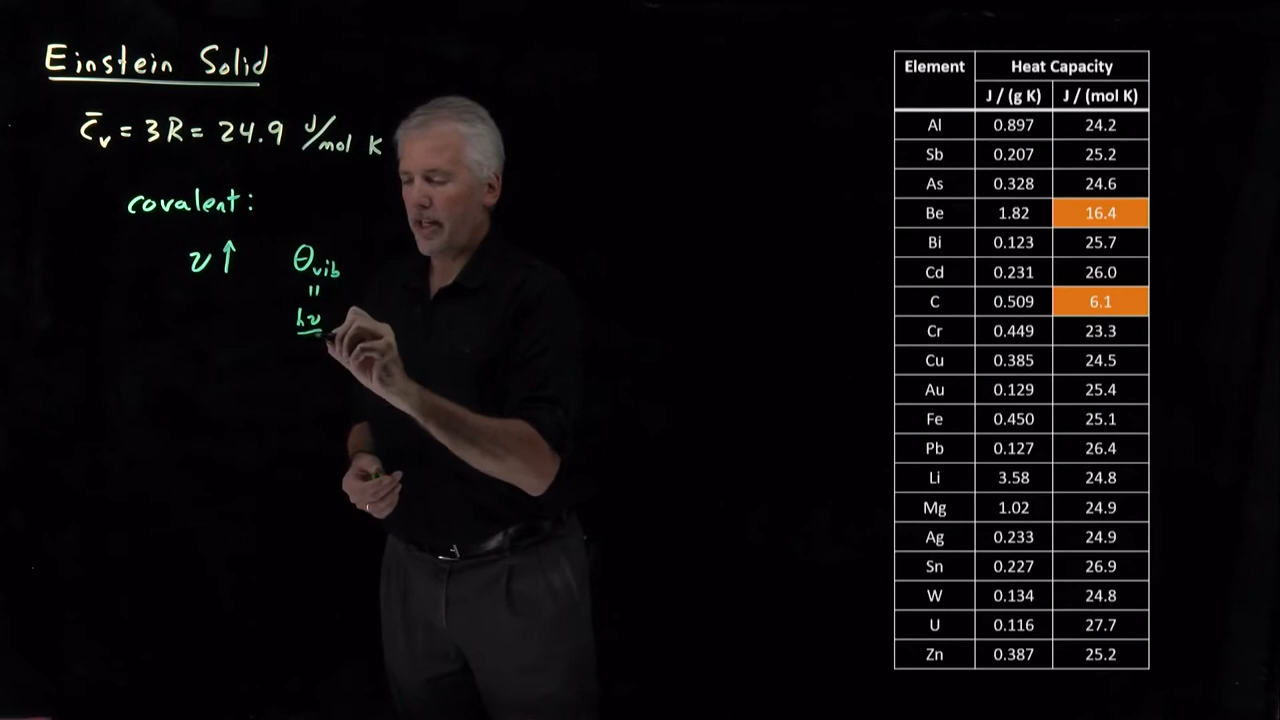 Einstein Solid
C̄v = 3R = 24.9 J/mol K
covalent:
ν↑ Θvib
=
hν
Element Heat Capacity
J / (g K) J / (mol K)
Al 0.897 24.2
Sb 0.207 25.2
As 0.328 24.6
Be 1.82 16.4
Bi 0.123 25.7
Cd 0.231 26.0
C 0.509 6.1
Cr 0.449 23.3
Cu 0.385 24.5
Au 0.129 25.4
Fe 0.450 25.1
Pb 0.127 26.4
Li 3.58 24.8
Mg 1.02 24.9
Ag 0.233 24.9
Sn 0.227 26.9
W 0.134 24.8
U 0.116 27.7
Zn 0.387 25.2